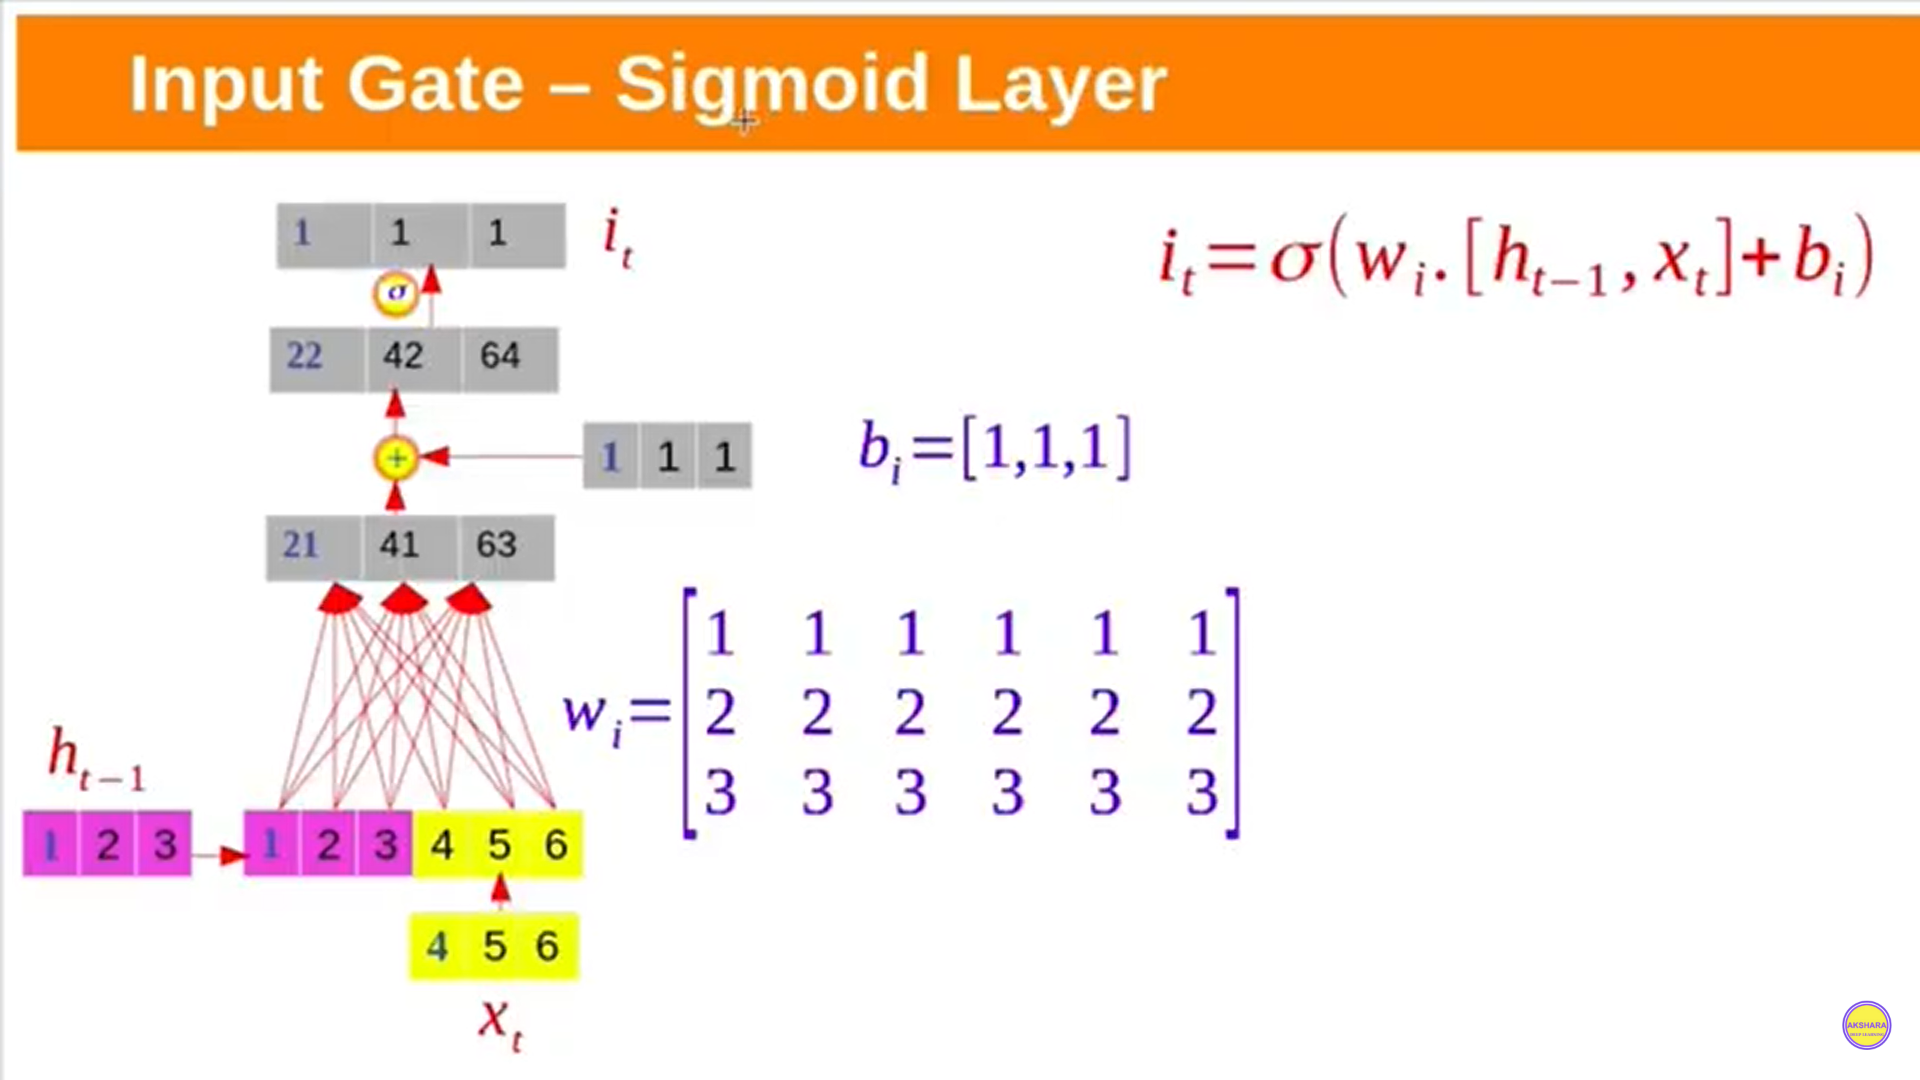 Input Gate – Sigmoid Layer
1 1 1 i_t
i_t=σ(w_i.[h_{t-1}, x_t]+b_i)
σ
22 42 64
+ 1 1 1 b_i=[1,1,1]
21 41 63
w_i=
1 1 1 1 1 1
2 2 2 2 2 2
3 3 3 3 3 3
h_{t-1}
1 2 3 1 2 3 4 5 6
4 5 6
x_t
AKSHARA